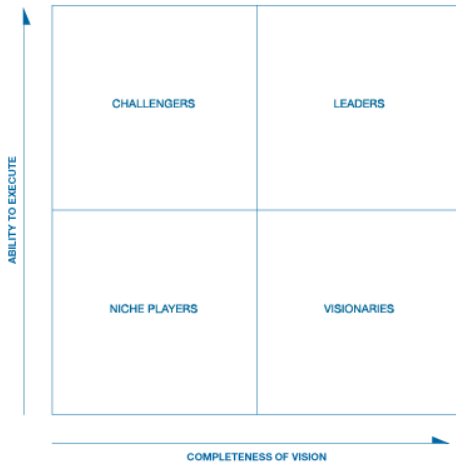 CHALLENGERS
LEADERS
ABILITY TO EXECUTE
NICHE PLAYERS
VISIONARIES
COMPLETENESS OF VISION